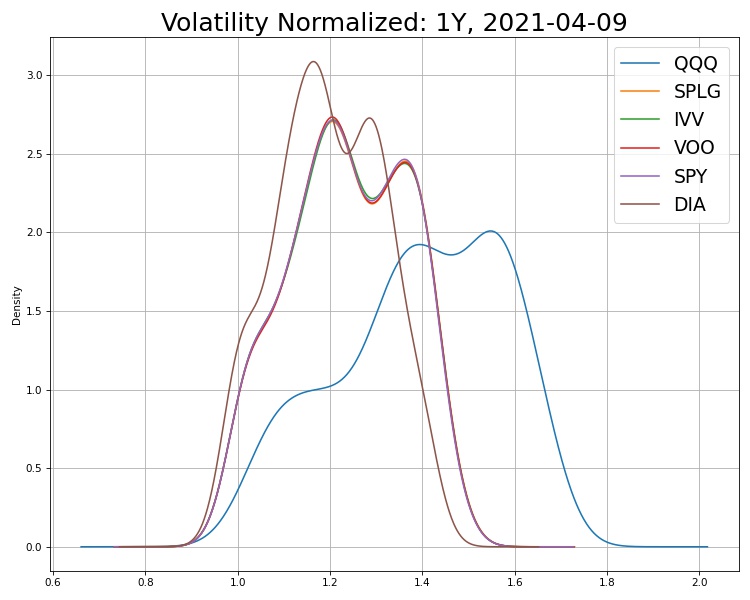 Volatility Normalized: 1Y, 2021-04-09
QQQ
SPLG
IVV
VOO
SPY
DIA
Density
3.0
2.5
2.0
1.5
1.0
0.5
0.0
0.6 0.8 1.0 1.2 1.4 1.6 1.8 2.0